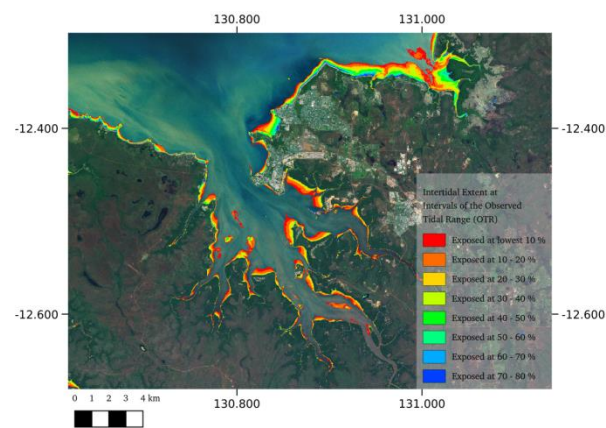 130.800 131.000
-12.400 -12.400
Intertidal Extent at
Intervals of the Observed
Tidal Range (OTR)
Exposed at lowest 10 %
Exposed at 10 - 20 %
Exposed at 20 - 30 %
Exposed at 30 - 40 %
Exposed at 40 - 50 %
Exposed at 50 - 60 %
Exposed at 60 - 70 %
Exposed at 70 - 80 %
-12.600 -12.600
0 1 2 3 4 km
130.800 131.000